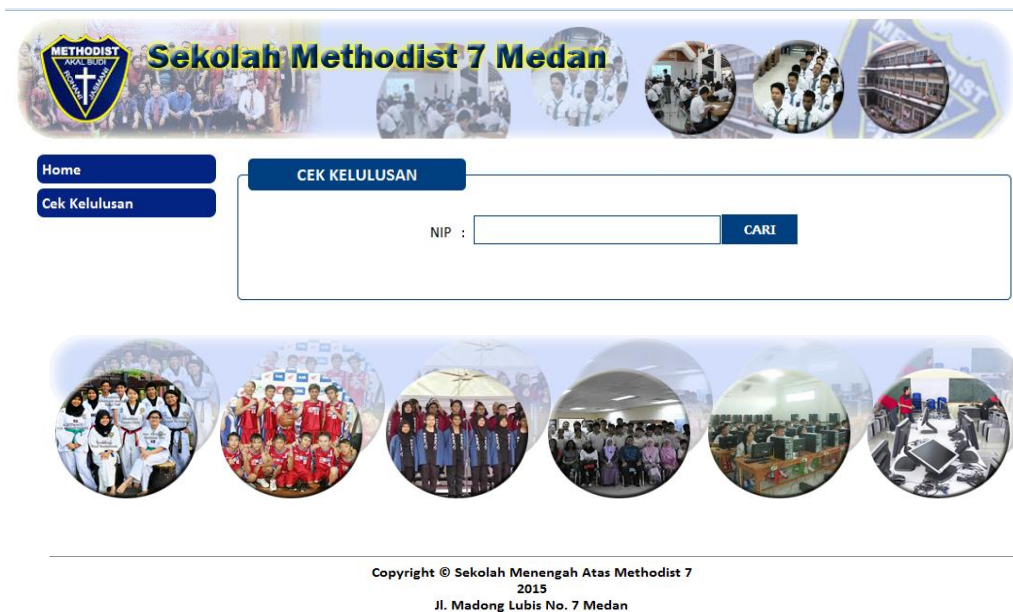 METHODIST
AKAL BUDI
ROHANI
JASMANI
Sekolah Methodist 7 Medan
Home
Cek Kelulusan
CEK KELULUSAN
NIP :
CARI
Copyright © Sekolah Menengah Atas Methodist 7
2015
Jl. Madong Lubis No. 7 Medan